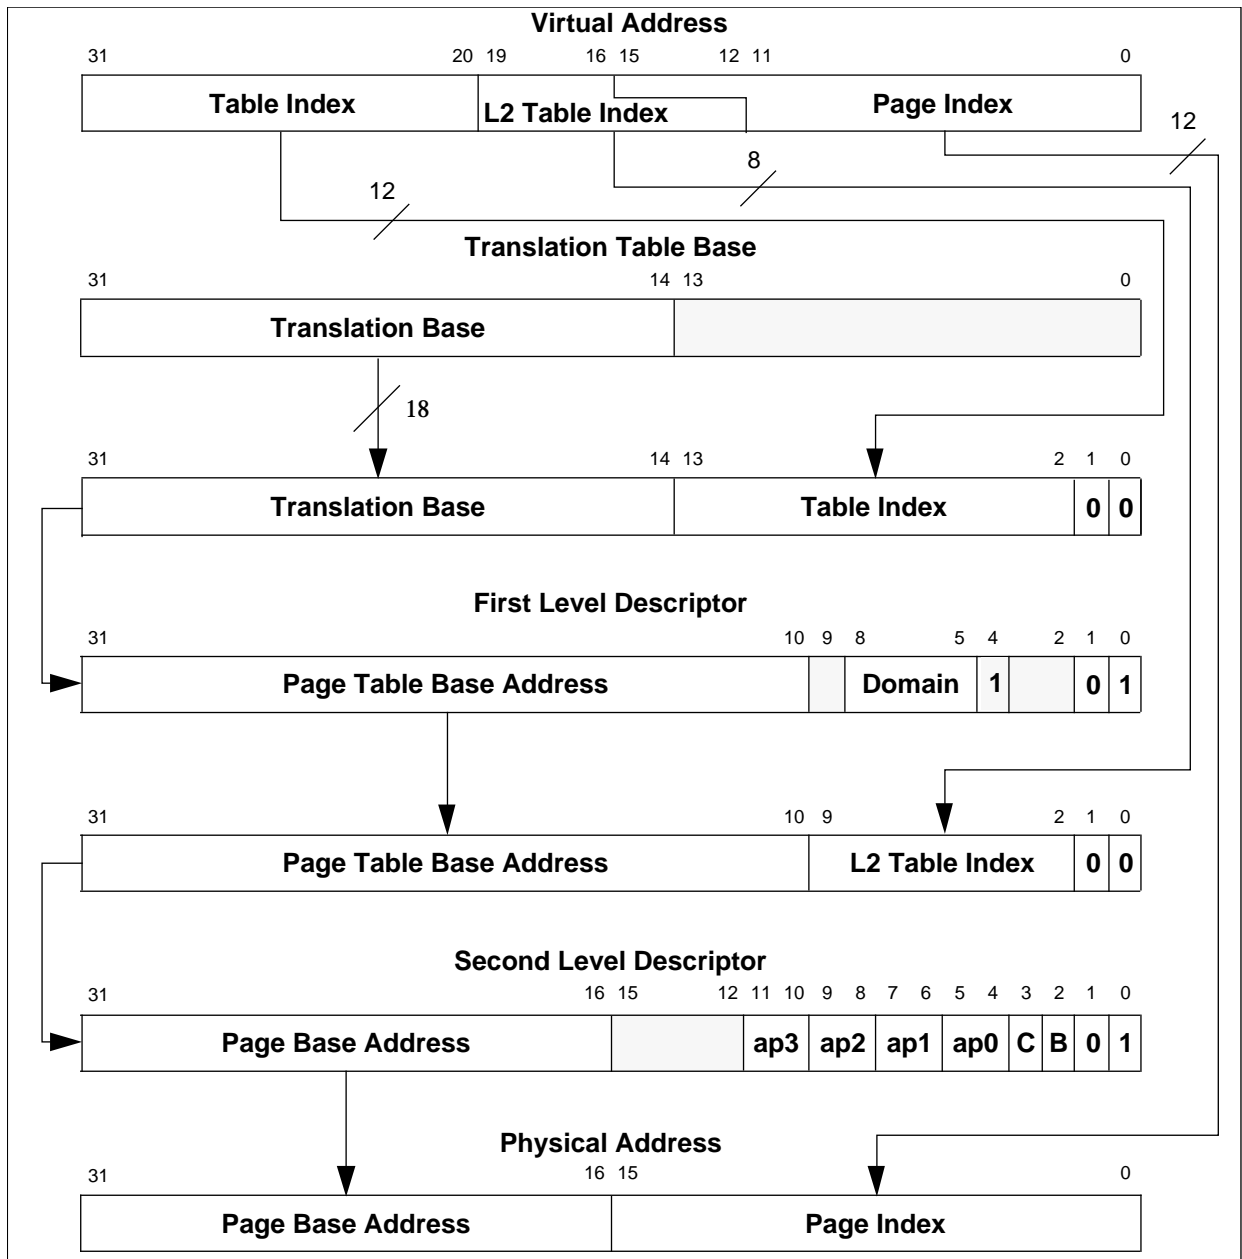 Virtual Address
31 20 19 16 15 12 11 0
Table Index L2 Table Index Page Index
12
8
12
Translation Table Base
31 14 13 0
Translation Base
18
31 14 13 2 1 0
Translation Base Table Index 0 0
First Level Descriptor
31 10 9 8 5 4 2 1 0
Page Table Base Address Domain 1 0 1
31 10 9 2 1 0
Page Table Base Address L2 Table Index 0 0
Second Level Descriptor
31 16 15 12 11 10 9 8 7 6 5 4 3 2 1 0
Page Base Address ap3 ap2 ap1 ap0 C B 0 1
Physical Address
31 16 15 0
Page Base Address Page Index